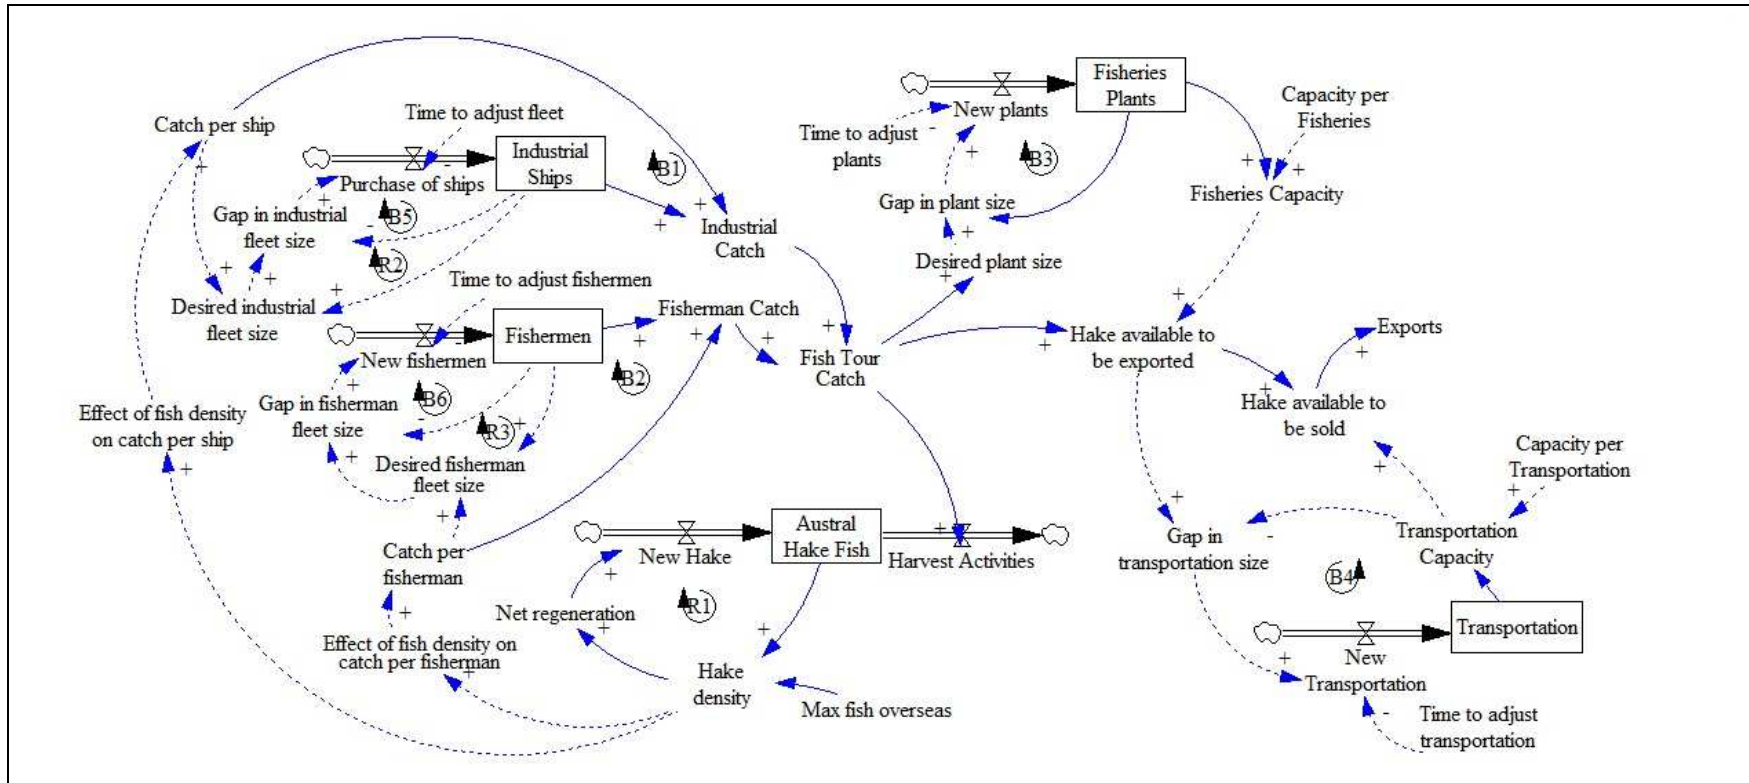 Catch per ship
Time to adjust fleet
Industrial
Ships
Purchase of ships
Gap in industrial
fleet size
Desired industrial
fleet size
B1
B5
R2
Industrial
Catch
Time to adjust fishermen
Fishermen
New fishermen
Fisherman Catch
Gap in fisherman
fleet size
B6
R3
B2
Desired fisherman
fleet size
Effect of fish density
on catch per ship
Catch per
fisherman
Effect of fish density on
catch per fisherman
Fish Tour
Catch
New Hake
Austral
Hake Fish
Harvest Activities
Net regeneration
R1
Hake
density
Max fish overseas
Fisheries
Plants
New plants
Time to adjust
plants
B3
Capacity per
Fisheries
Fisheries Capacity
Gap in plant size
Desired plant size
Hake available to
be exported
Exports
Hake available to
be sold
Capacity per
Transportation
Transportation
Capacity
Gap in
transportation size
B4
Transportation
New
Transportation
Time to adjust
transportation